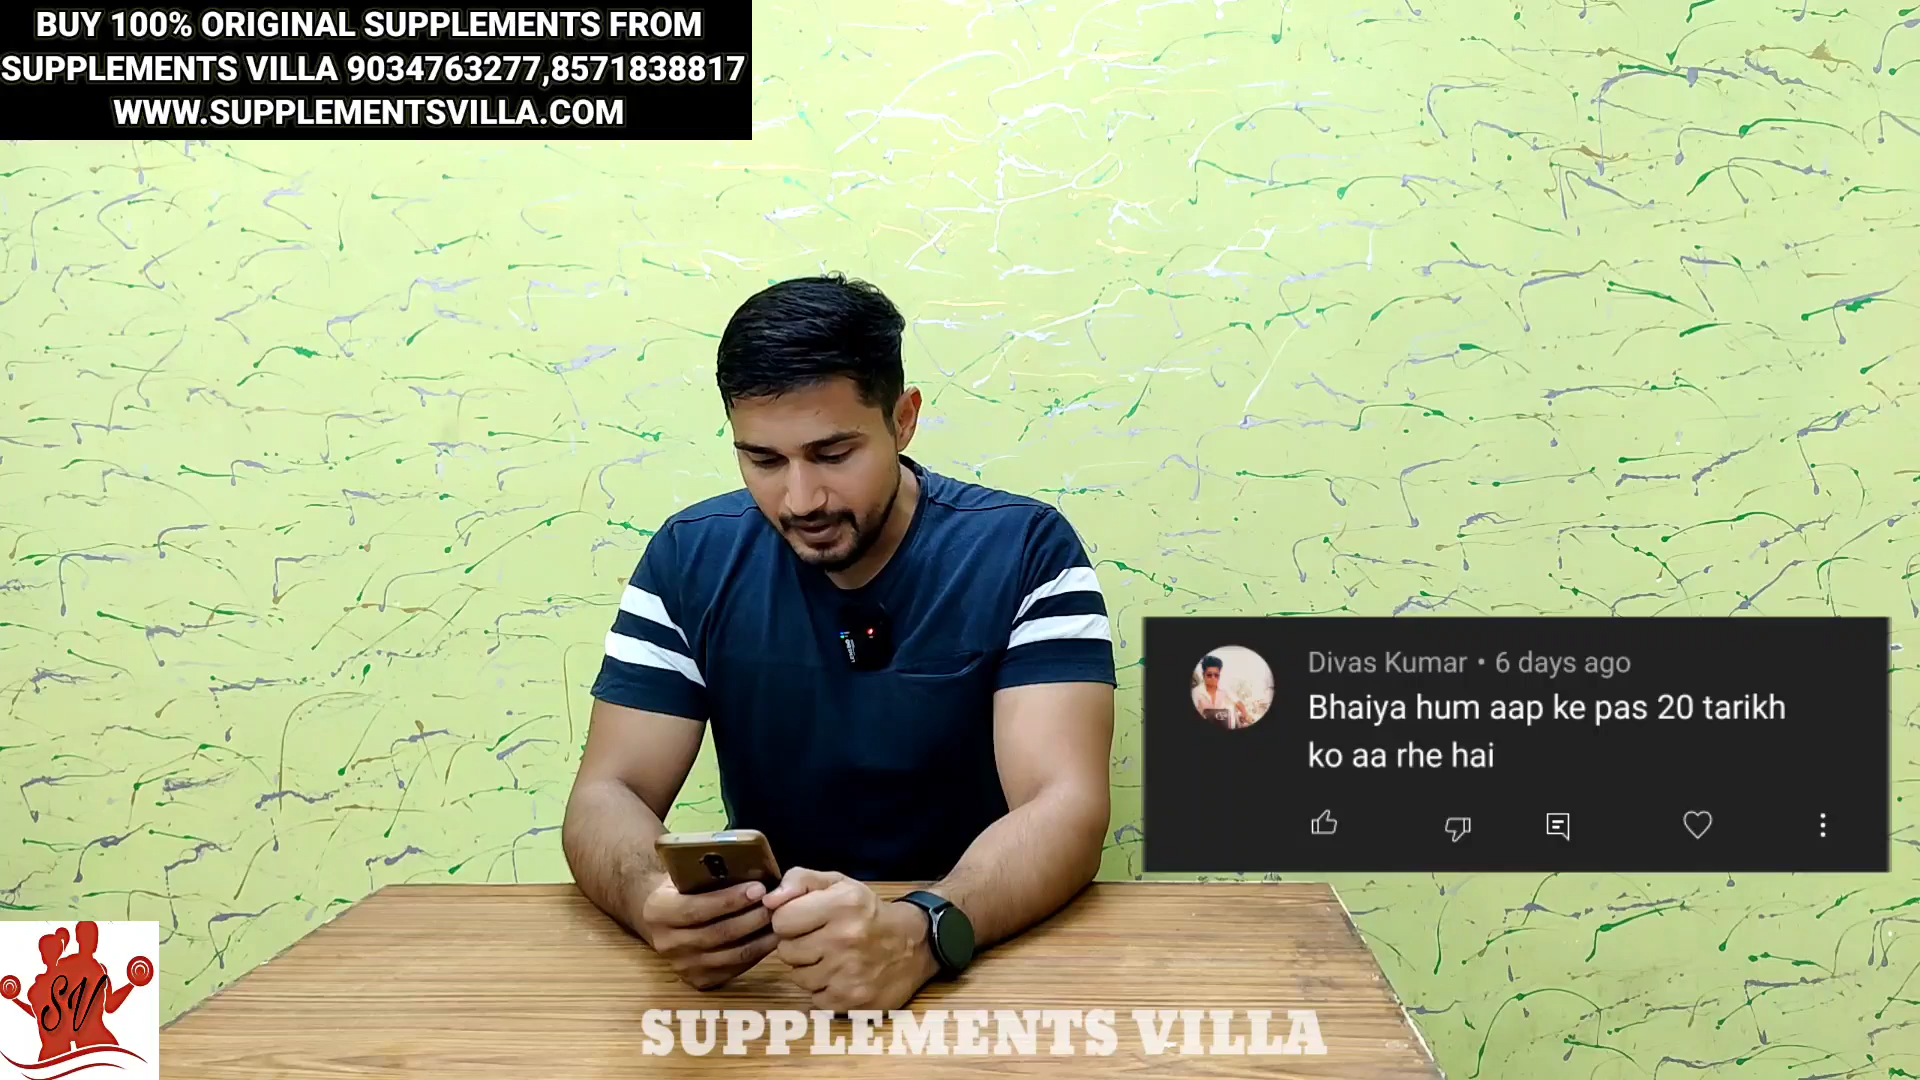 BUY 100% ORIGINAL SUPPLEMENTS FROM
SUPPLEMENTS VILLA 9034763277,8571838817
WWW.SUPPLEMENTSVILLA.COM
Divas Kumar • 6 days ago
Bhaiya hum aap ke pas 20 tarikh
ko aa rhe hai
SV
SUPPLEMENTS VILLA